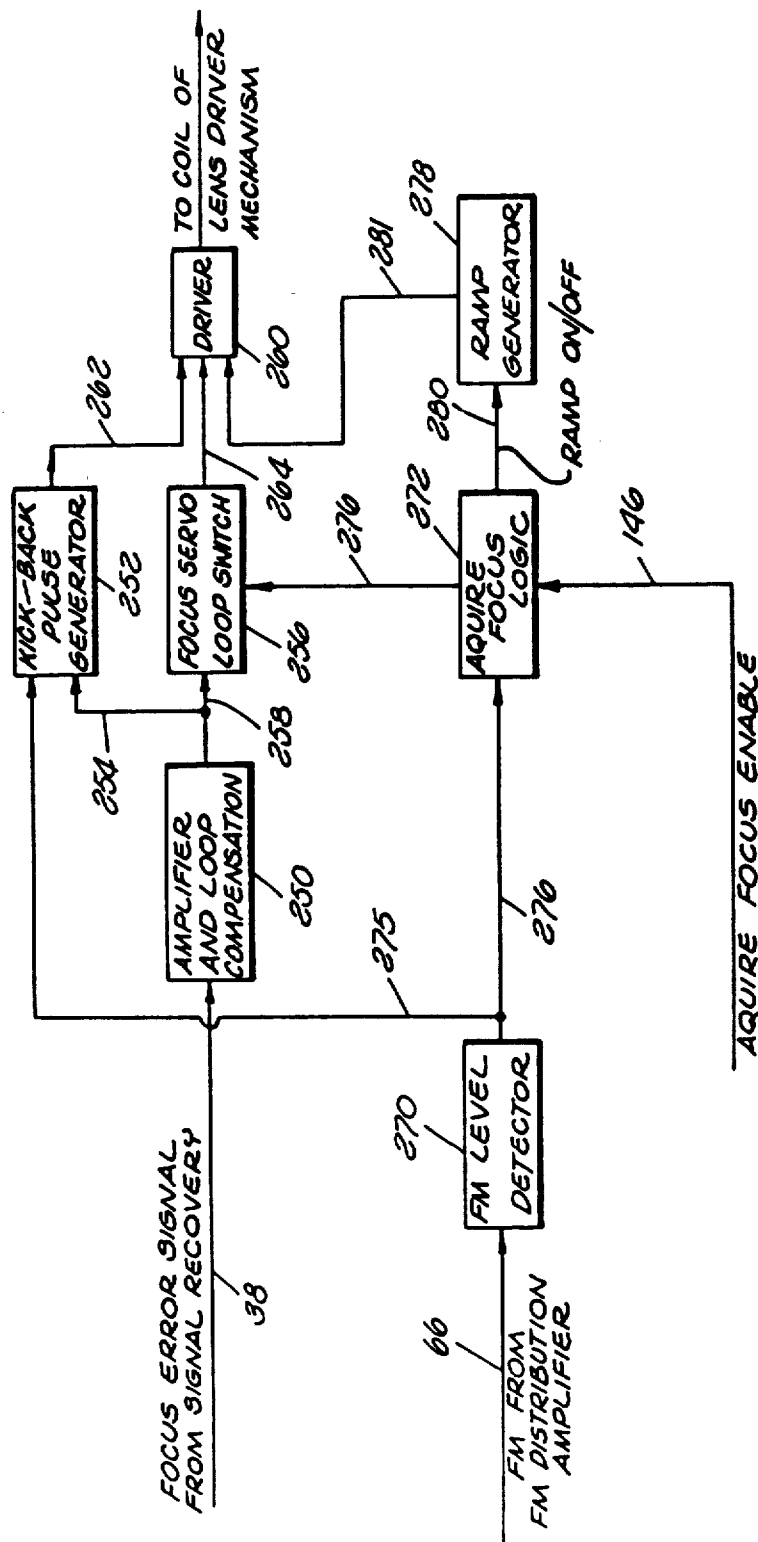 TO COIL OF
LENS DRIVER
MECHANISM
262
KICK-BACK
PULSE
GENERATOR
252
DRIVER
260
264
254
FOCUS SERVO
LOOP SWITCH
256
258
281
278
RAMP
GENERATOR
280
RAMP ON/OFF
AMPLIFIER
AND LOOP
COMPENSATION
250
276
272
AQUIRE
FOCUS
LOGIC
146
275
276
FOCUS ERROR SIGNAL
FROM SIGNAL RECOVERY
38
270
FM LEVEL
DETECTOR
66
FM FROM
FM DISTRIBUTION
AMPLIFIER
AQUIRE FOCUS ENABLE